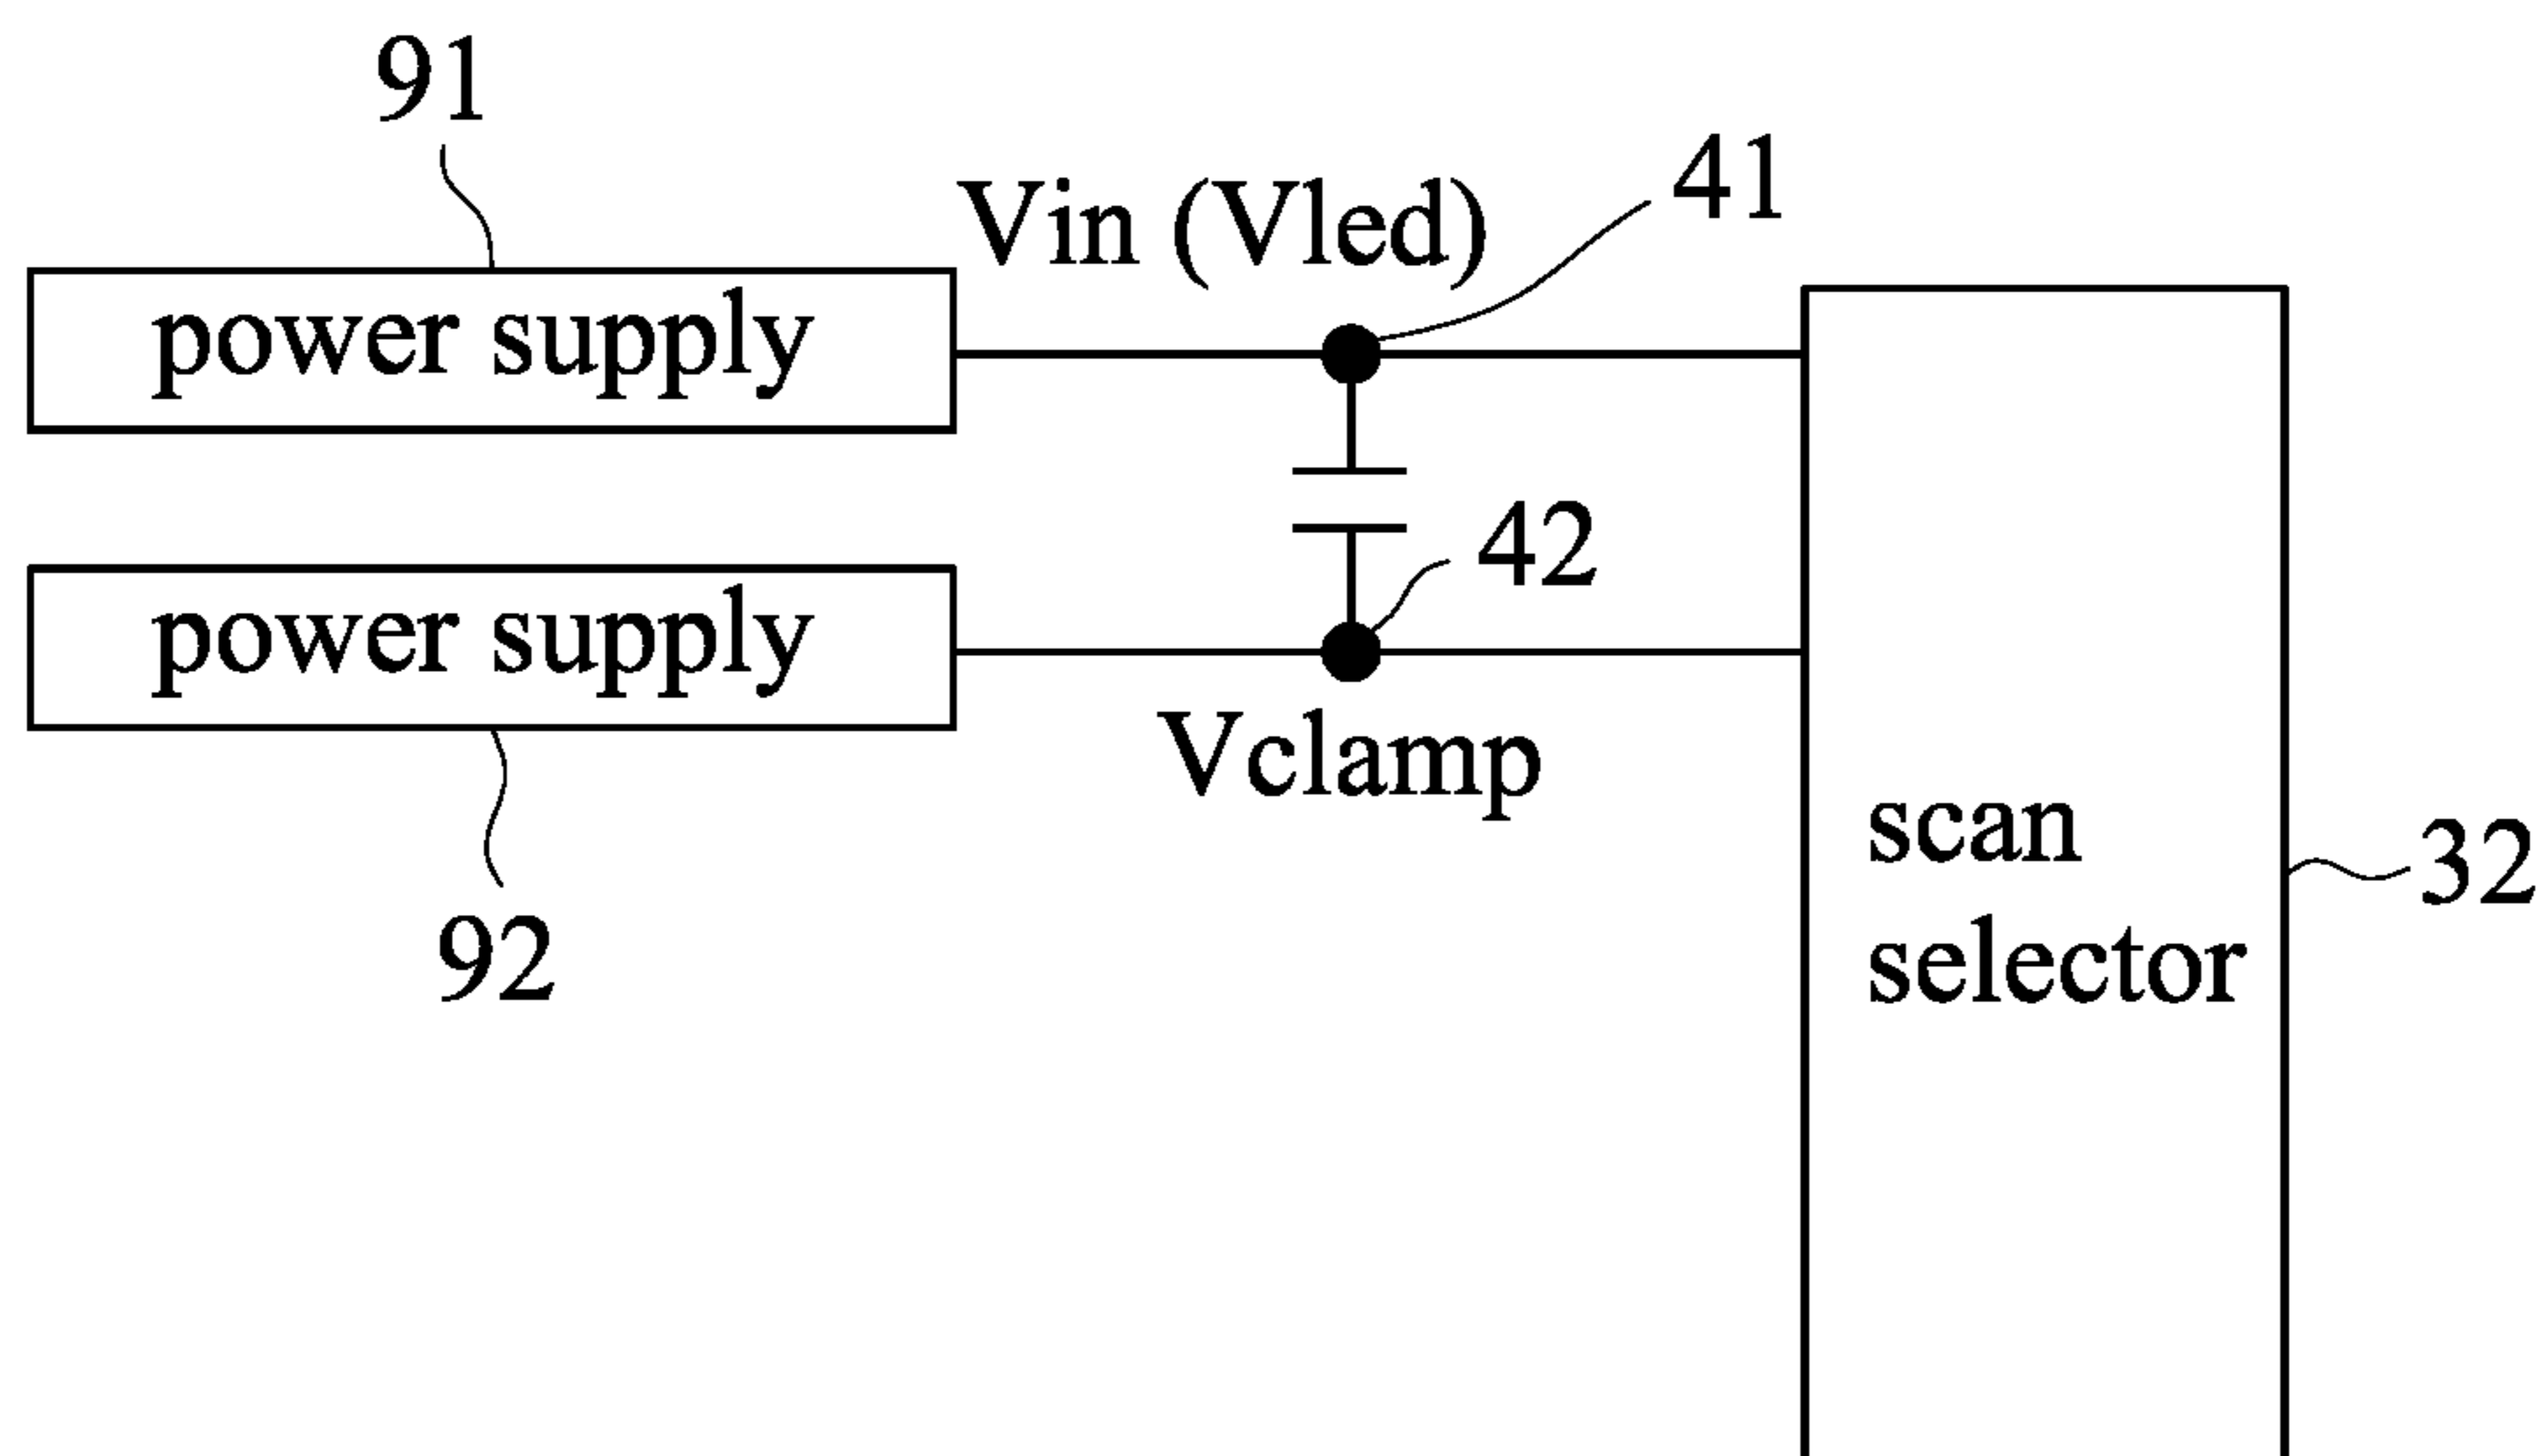 91
Vin (Vled)
41
power supply
42
power supply
Vclamp
scan
selector
32
92